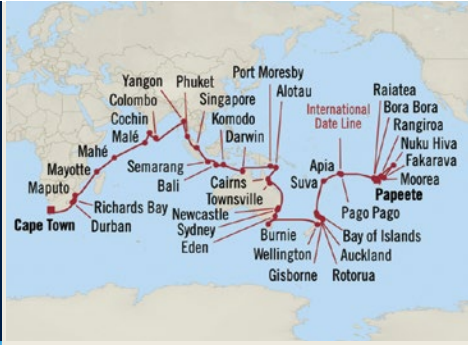 Port Moresby
Yangon
Phuket
Alotau
Raiatea
Colombo
Singapore
International
Date Line
Bora Bora
Cochin
Komodo
Rangiroa
Malé
Darwin
Nuku Hiva
Mahé
Fakarava
Mayotte
Semarang
Apia
Moorea
Maputo
Bali
Cairns
Suva
Papeete
Townsville
Richards Bay
Newcastle
Pago Pago
Cape Town
Durban
Sydney
Bay of Islands
Eden
Burnie
Wellington
Auckland
Gisborne
Rotorua